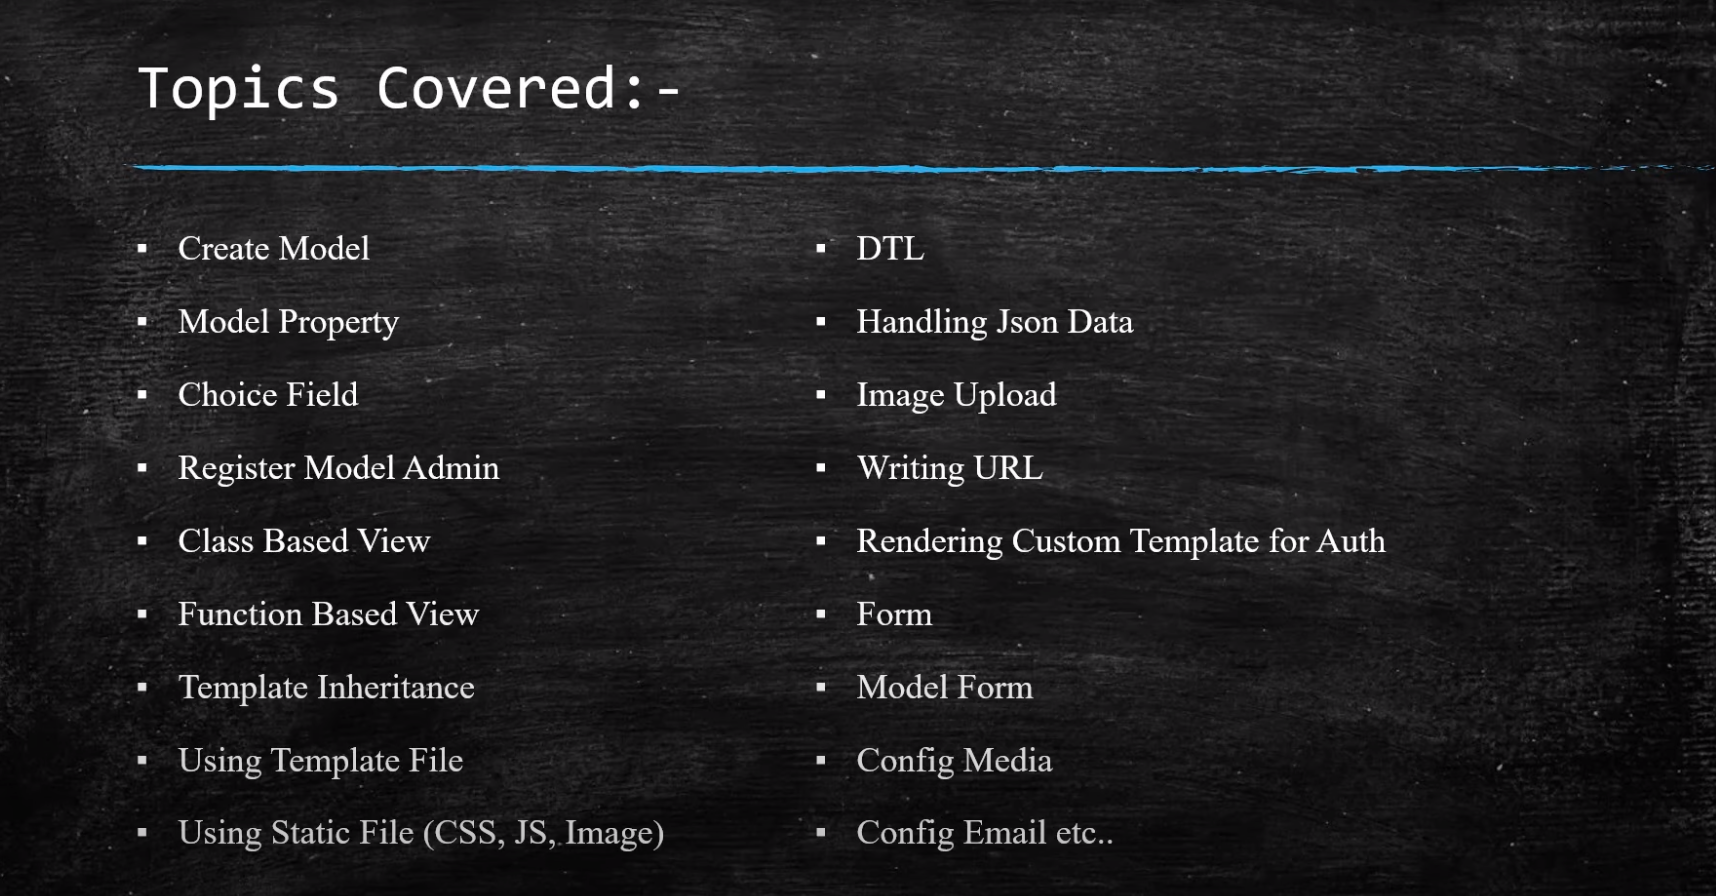 Topics Covered:-
▪ Create Model
▪ Model Property
▪ Choice Field
▪ Register Model Admin
▪ Class Based View
▪ Function Based View
▪ Template Inheritance
▪ Using Template File
▪ Using Static File (CSS, JS, Image)
▪ DTL
▪ Handling Json Data
▪ Image Upload
▪ Writing URL
▪ Rendering Custom Template for Auth
▪ Form
▪ Model Form
▪ Config Media
▪ Config Email etc..